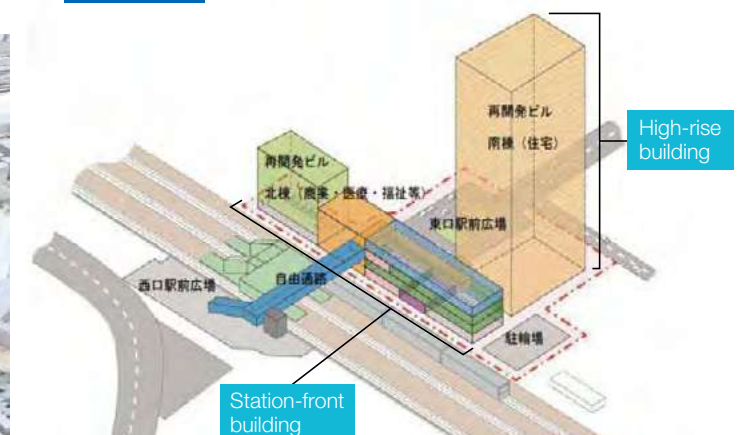 再開発ビル
南棟（住宅）
High-rise
building
再開発ビル
北棟（商業・医療・福祉等）
東口駅前広場
西口駅前広場
自由通路
駐輪場
Station-front
building